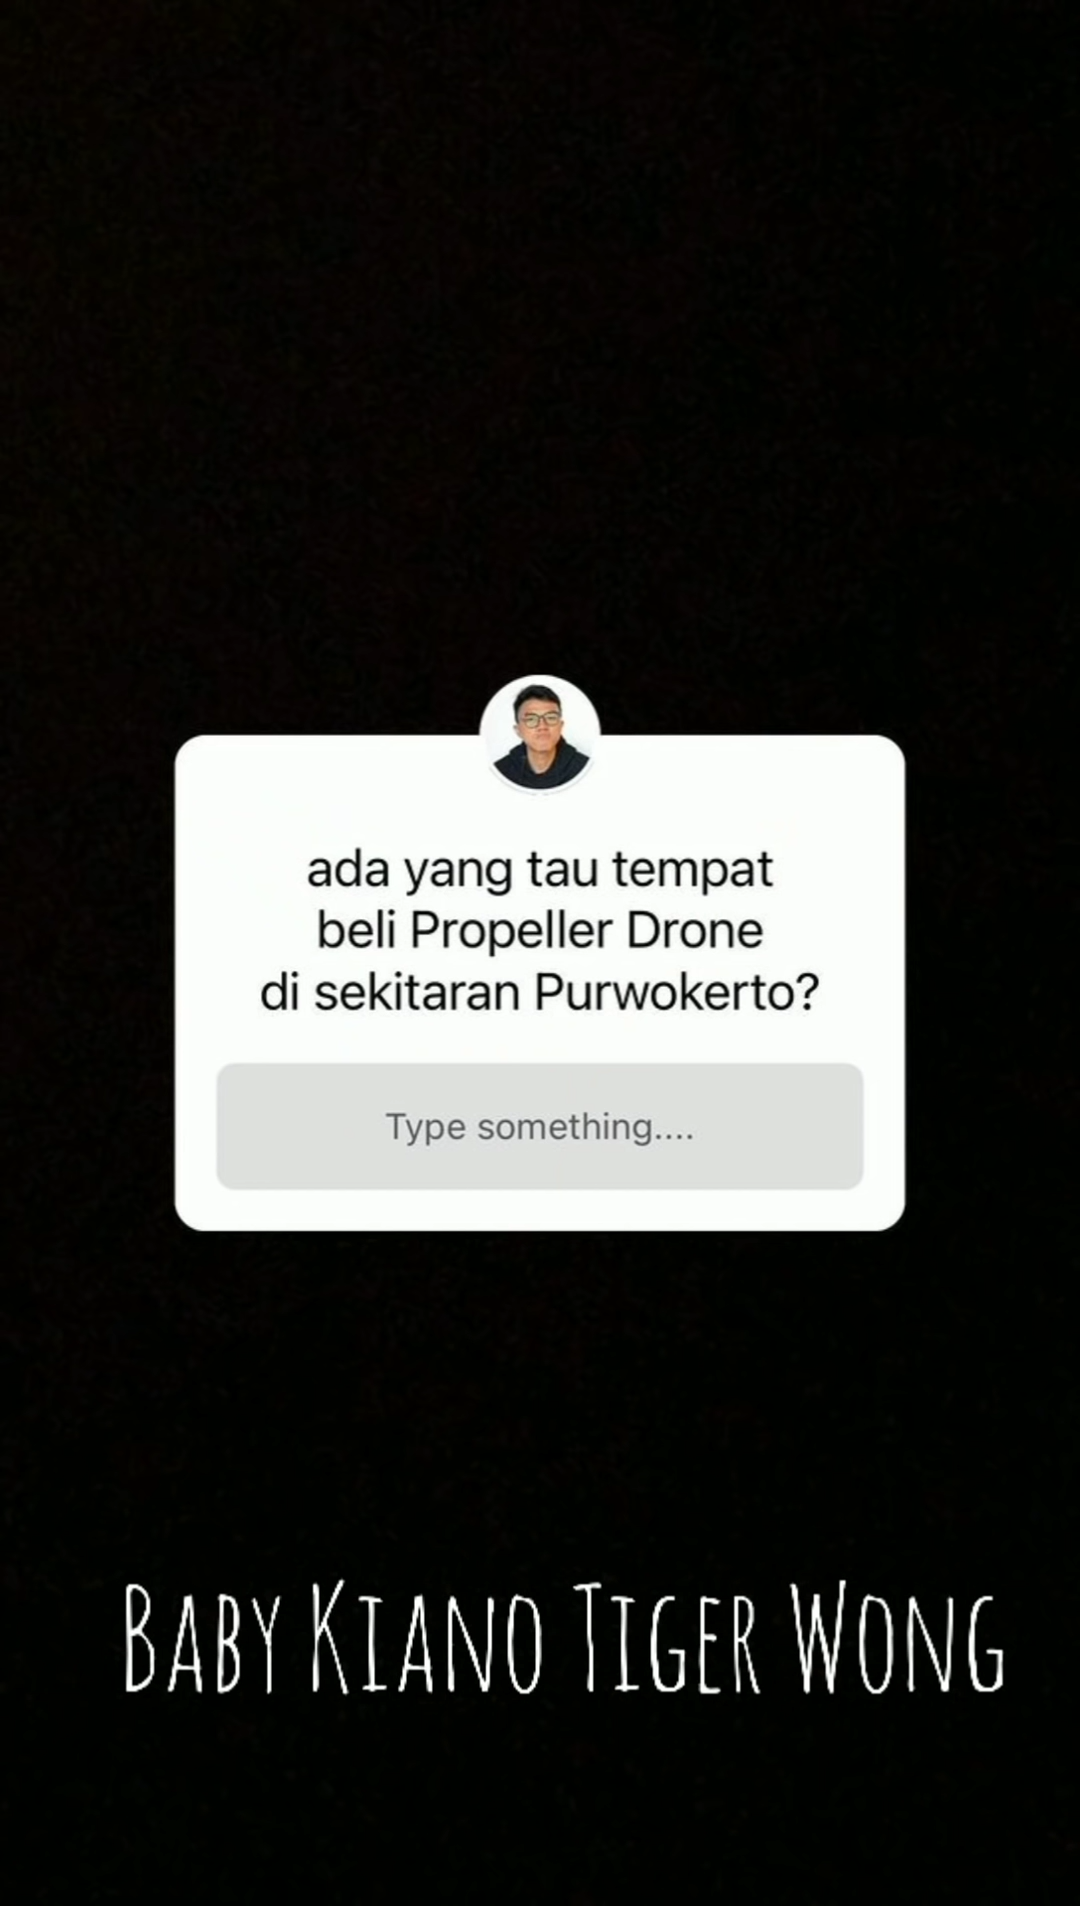 ada yang tau tempat
beli Propeller Drone
di sekitaran Purwokerto?
Type something....
BABY KIANO TIGER WONG